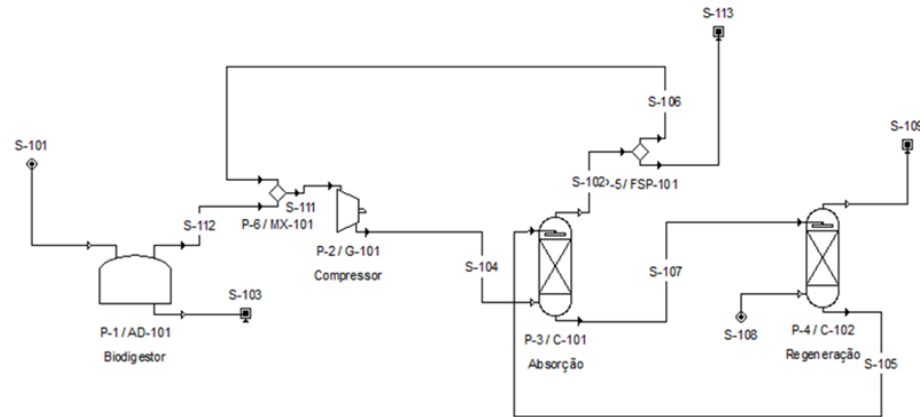 S-113
S-106
S-109
S-101
S-102
P-5 / FSP-101
S-111
S-112
P-6 / MX-101
P-2 / G-101
Compressor
S-104
S-107
S-103
S-108
P-1 / AD-101
Biodigestor
P-3 / C-101
Absorção
P-4 / C-102
Regeneração
S-105